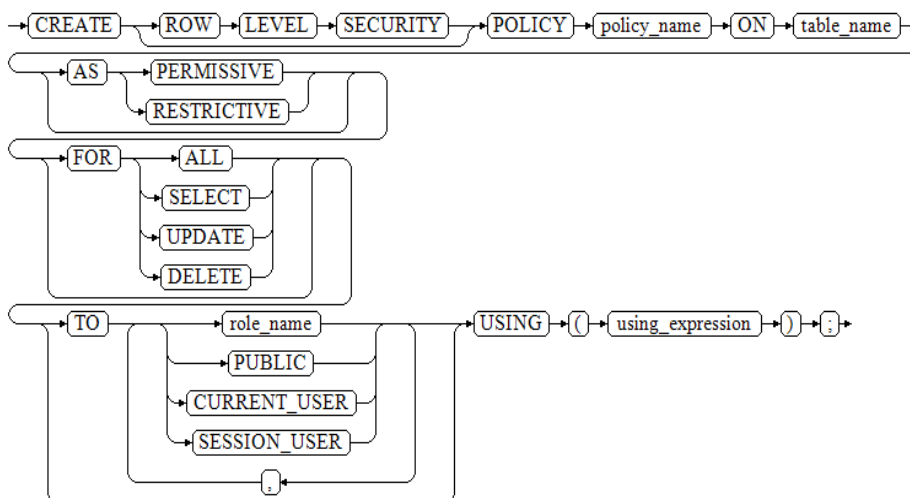 CREATE ROW LEVEL SECURITY POLICY policy_name ON table_name
AS PERMISSIVE
RESTRICTIVE
FOR ALL
SELECT
UPDATE
DELETE
TO role_name USING ( using_expression ) ;
PUBLIC
CURRENT_USER
SESSION_USER
,